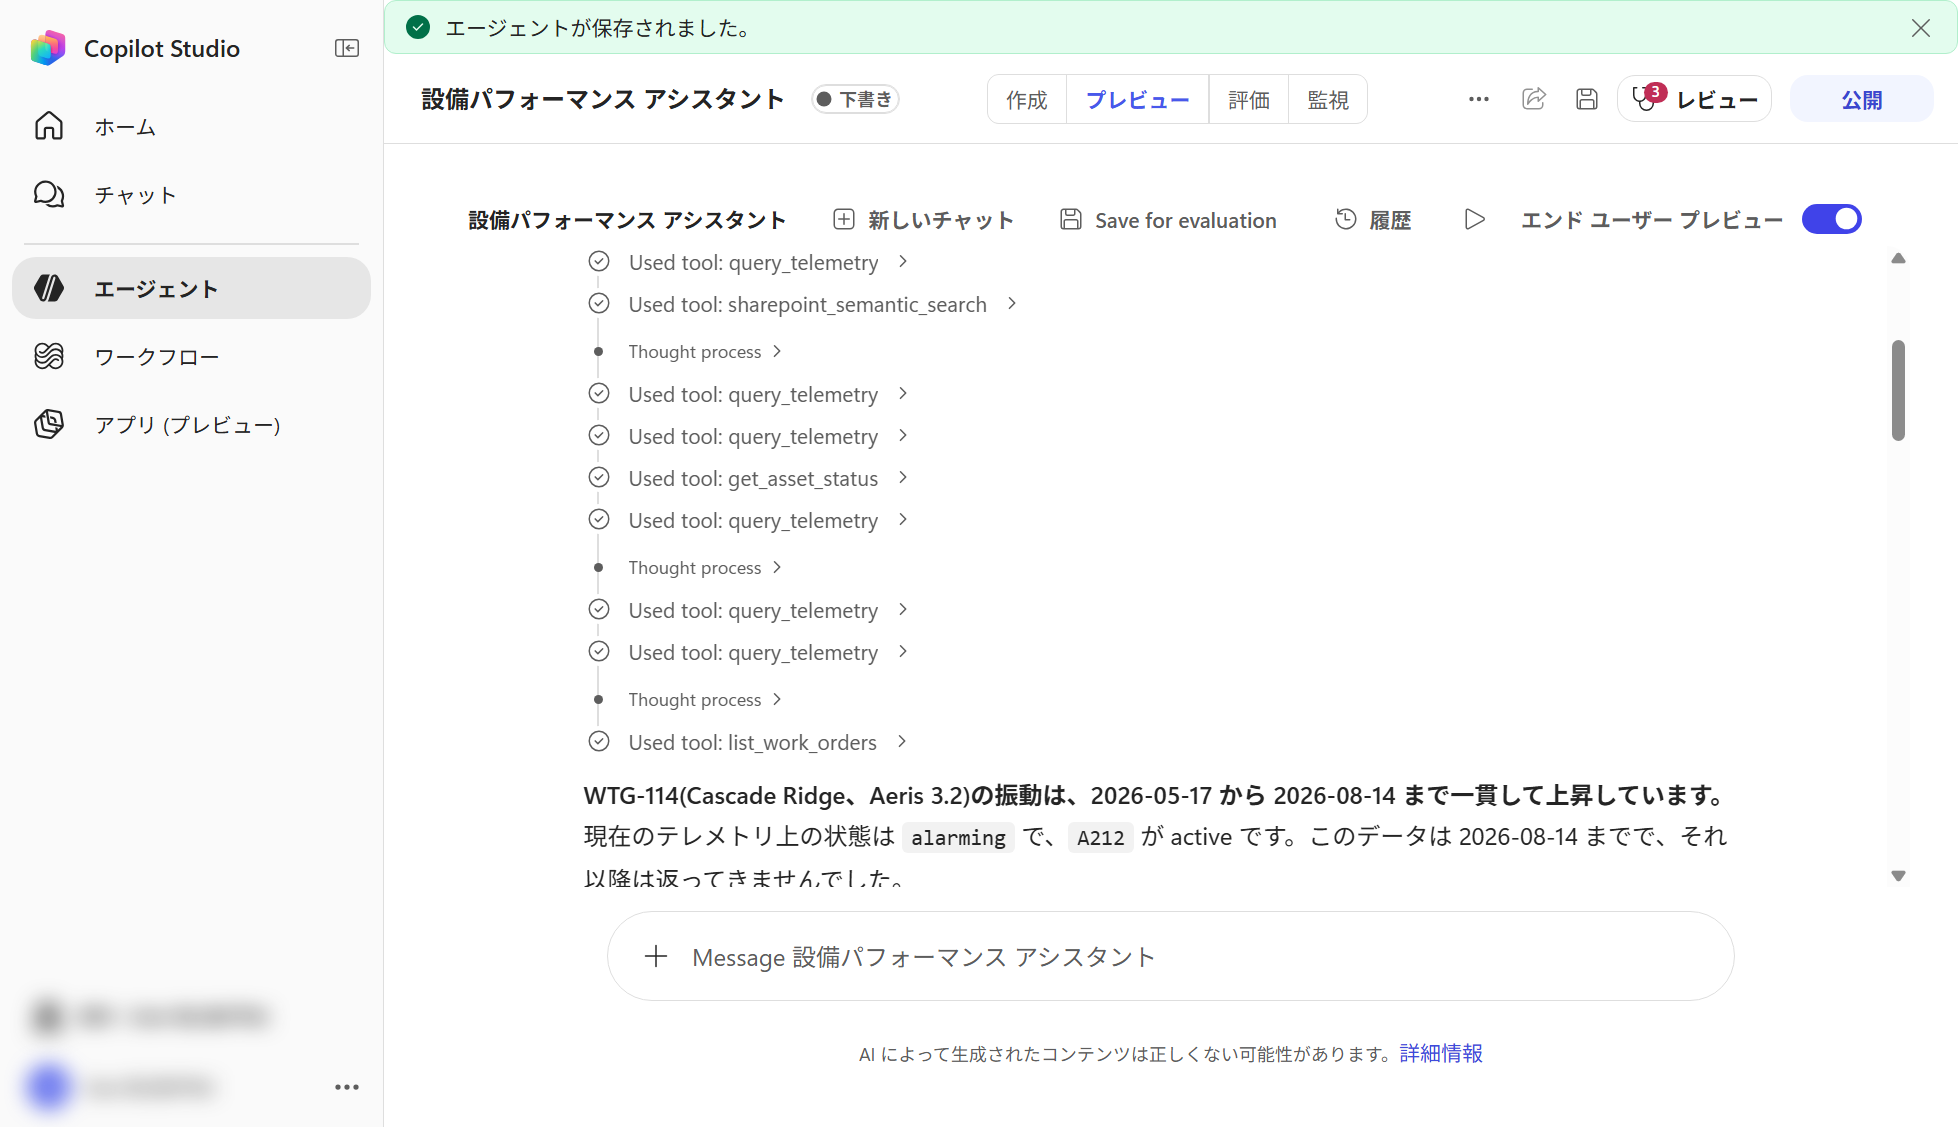 Copilot Studio
ホーム
チャット
エージェント
ワークフロー
アプリ (プレビュー)
エージェントが保存されました。
設備パフォーマンス アシスタント
下書き
作成
プレビュー
評価
監視
3
レビュー
公開
設備パフォーマンス アシスタント
新しいチャット
Save for evaluation
履歴
エンド ユーザー プレビュー
Used tool: query_telemetry
Used tool: sharepoint_semantic_search
Thought process
Used tool: query_telemetry
Used tool: query_telemetry
Used tool: get_asset_status
Used tool: query_telemetry
Thought process
Used tool: query_telemetry
Used tool: query_telemetry
Thought process
Used tool: list_work_orders
WTG-114(Cascade Ridge、Aeris 3.2)の振動は、2026-05-17 から 2026-08-14 まで一貫して上昇しています。
現在のテレメトリ上の状態は alarming で、 A212 が active です。このデータは 2026-08-14 までで、それ
以降は返ってきませんでした。
Message 設備パフォーマンス アシスタント
AI によって生成されたコンテンツは正しくない可能性があります。詳細情報